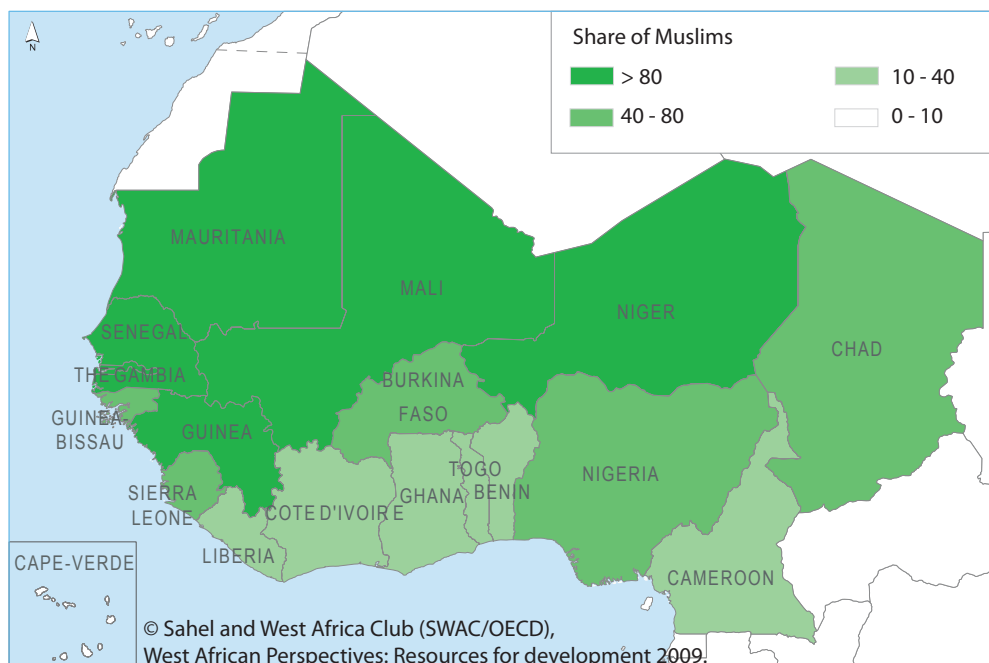 N
Share of Muslims
> 80
10 - 40
40 - 80
0 - 10
MAURITANIA
MALI
NIGER
CHAD
SENEGAL
THE GAMBIA
BURKINA
FASO
GUINEA-
BISSAU
GUINEA
NIGERIA
SIERRA
LEONE
COTE D'IVOIRE
GHANA
TOGO
BENIN
LIBERIA
CAMEROON
CAPE-VERDE
© Sahel and West Africa Club (SWAC/OECD),
West African Perspectives: Resources for development 2009.